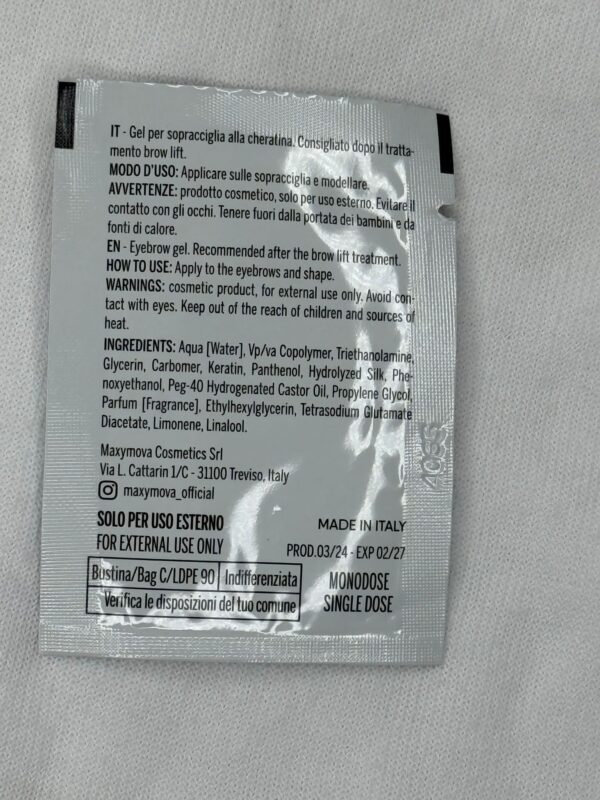 IT - Gel per sopracciglia alla cheratina. Consigliato dopo il tratta-
mento brow lift.
MODO D'USO: Applicare sulle sopracciglia e modellare.
AVVERTENZE: prodotto cosmetico, solo per uso esterno. Evitare il
contatto con gli occhi. Tenere fuori dalla portata dei bambini e da
fonti di calore.
EN - Eyebrow gel. Recommended after the brow lift treatment.
HOW TO USE: Apply to the eyebrows and shape.
WARNINGS: cosmetic product, for external use only. Avoid con-
tact with eyes. Keep out of the reach of children and sources of
heat.
INGREDIENTS: Aqua [Water], Vp/va Copolymer, Triethanolamine,
Glycerin, Carbomer, Keratin, Panthenol, Hydrolyzed Silk, Phe-
noxyethanol, Peg-40 Hydrogenated Castor Oil, Propylene Glycol,
Parfum [Fragrance], Ethylhexylglycerin, Tetrasodium Glutamate
Diacetate, Limonene, Linalool.
Maxymova Cosmetics Srl
Via L. Cattarin 1/C - 31100 Treviso, Italy
maxymova_official
SOLO PER USO ESTERNO
FOR EXTERNAL USE ONLY
MADE IN ITALY
PROD.03/24 - EXP 02/27
Bustina/Bag C/LDPE 90 Indifferenziata
Verifica le disposizioni del tuo comune
MONODOSE
SINGLE DOSE